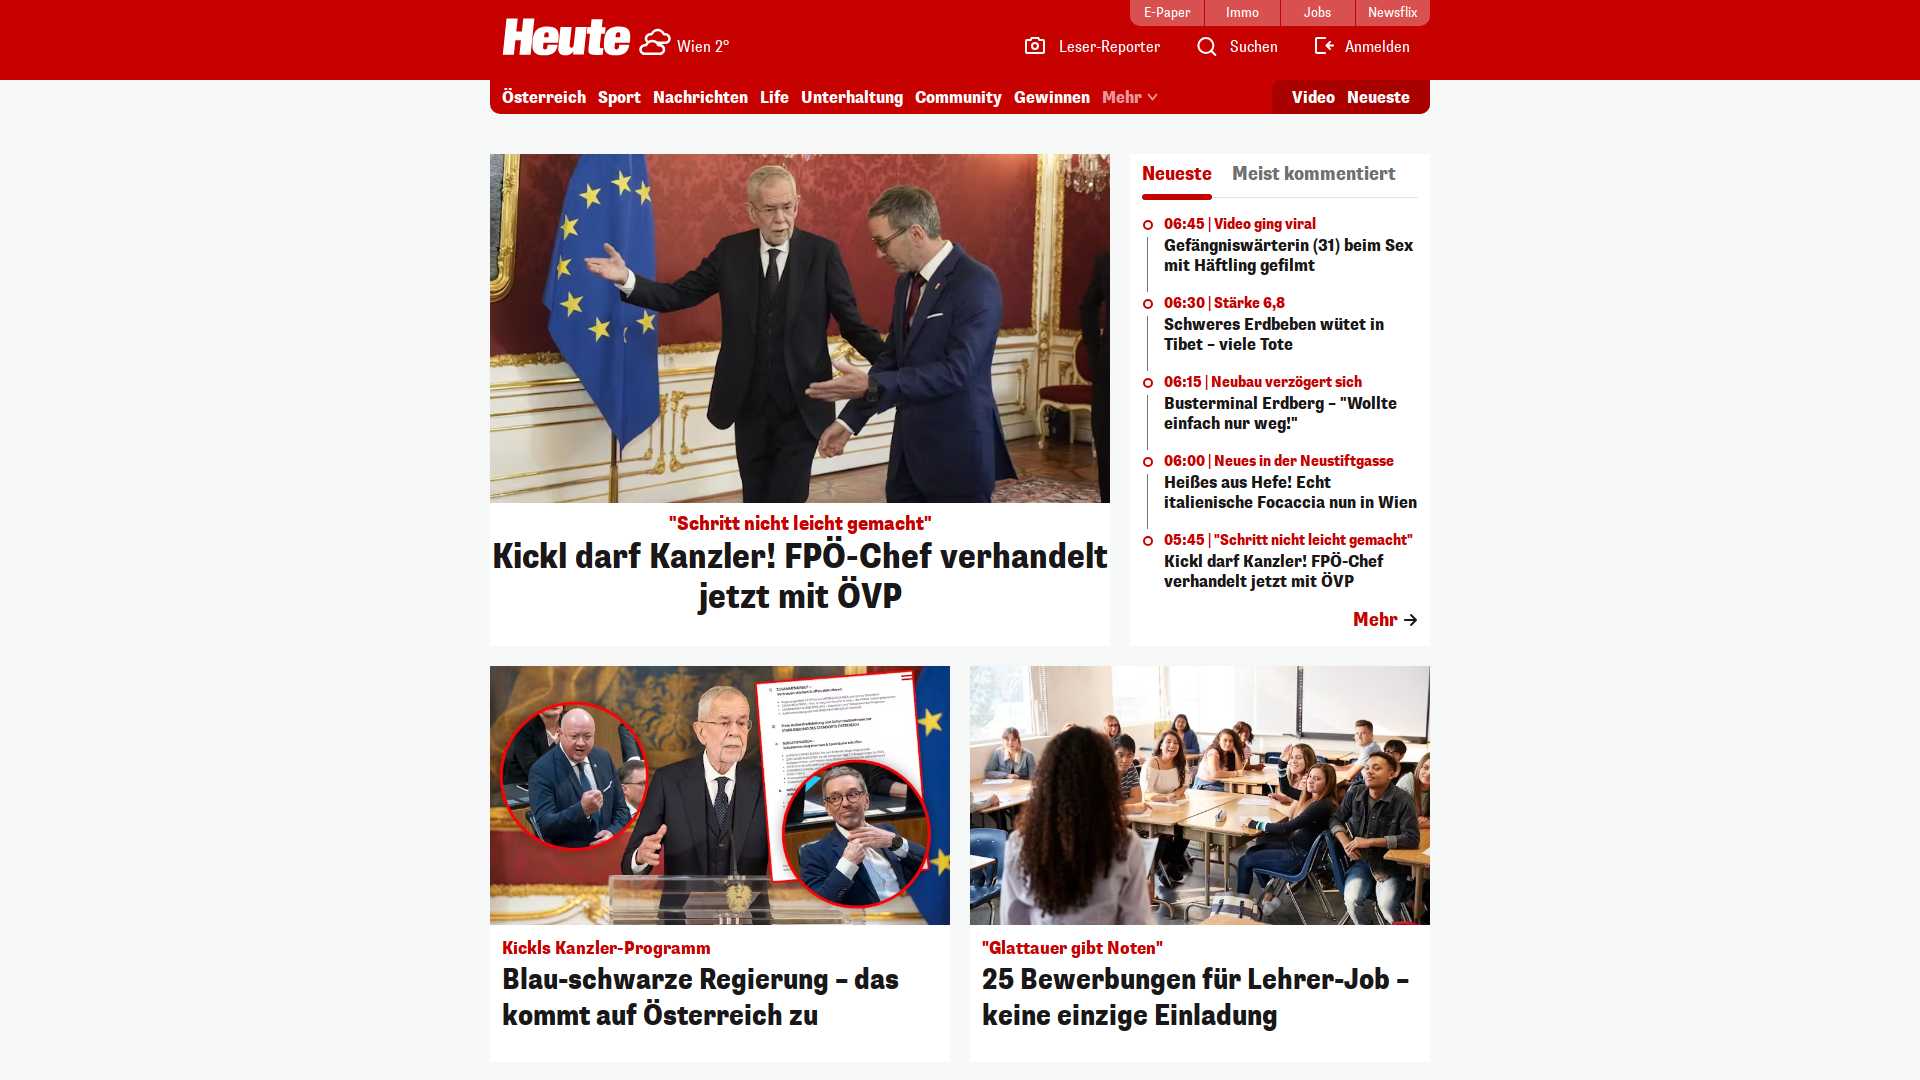 E-Paper
Immo
Jobs
Newsflix
Heute
Wien 2°
Leser-Reporter
Suchen
Anmelden
Österreich
Sport
Nachrichten
Life
Unterhaltung
Community
Gewinnen
Mehr
Video
Neueste
"Schritt nicht leicht gemacht"
Kickl darf Kanzler! FPÖ-Chef verhandelt
jetzt mit ÖVP
Neueste
Meist kommentiert
06:45 | Video ging viral
Gefängniswärterin (31) beim Sex
mit Häftling gefilmt
06:30 | Stärke 6,8
Schweres Erdbeben wütet in
Tibet – viele Tote
06:15 | Neubau verzögert sich
Busterminal Erdberg – "Wollte
einfach nur weg!"
06:00 | Neues in der Neustiftgasse
Heißes aus Hefe! Echt
italienische Focaccia nun in Wien
05:45 | "Schritt nicht leicht gemacht"
Kickl darf Kanzler! FPÖ-Chef
verhandelt jetzt mit ÖVP
Mehr
Kickls Kanzler-Programm
Blau-schwarze Regierung – das
kommt auf Österreich zu
"Glattauer gibt Noten"
25 Bewerbungen für Lehrer-Job –
keine einzige Einladung